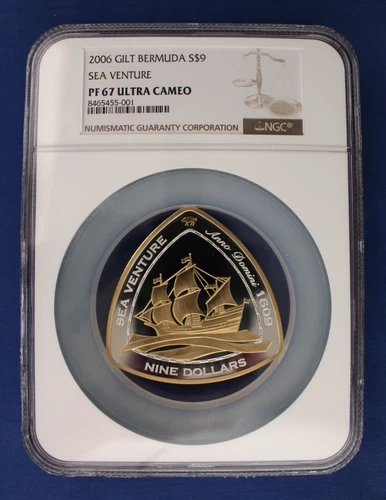 2006 GILT BERMUDA S$9
SEA VENTURE
PF 67 ULTRA CAMEO
8465455-001
NUMISMATIC GUARANTY CORPORATION
NGC®
SEA VENTURE
Anno Domini 1609
NINE DOLLARS